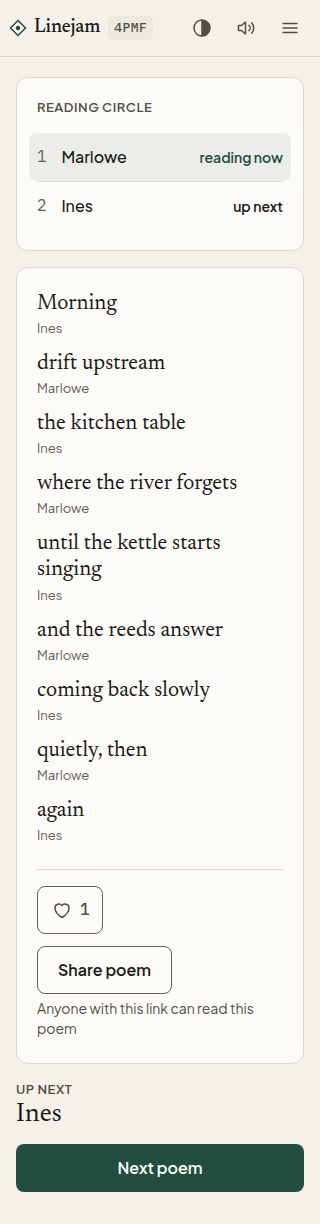 Linejam 4PMF
READING CIRCLE
1 Marlowe reading now
2 Ines up next
Morning
Ines
drift upstream
Marlowe
the kitchen table
Ines
where the river forgets
Marlowe
until the kettle starts
singing
Ines
and the reeds answer
Marlowe
coming back slowly
Ines
quietly, then
Marlowe
again
Ines
1
Share poem
Anyone with this link can read this
poem
UP NEXT
Ines
Next poem